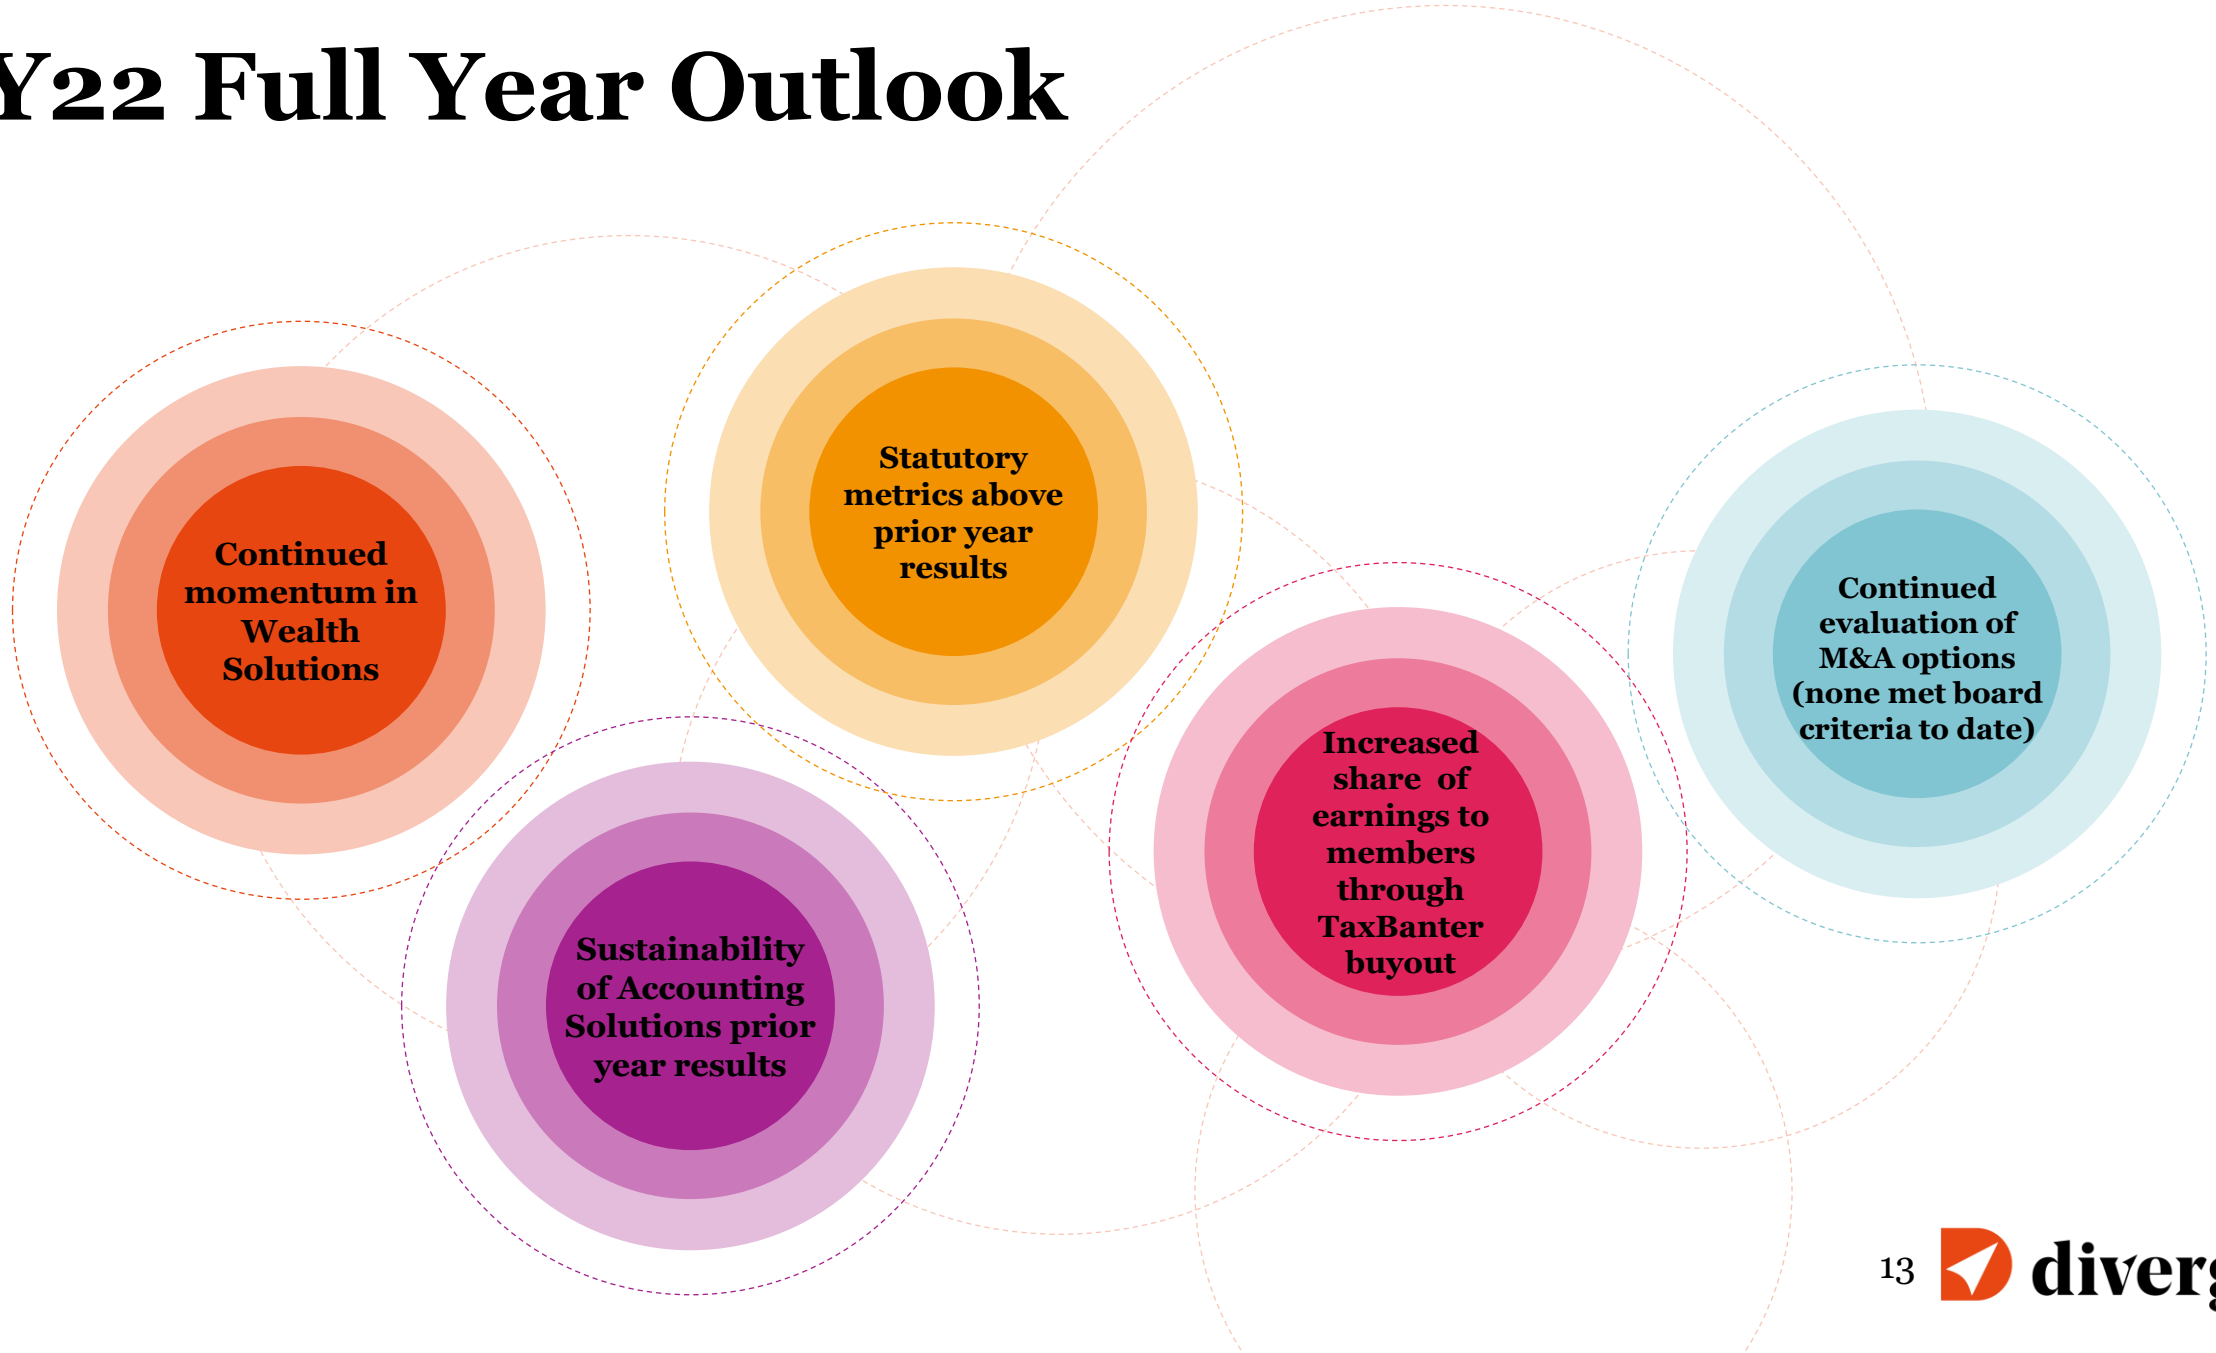 Y22 Full Year Outlook
Continued
momentum in
Wealth
Solutions
Sustainability
of Accounting
Solutions prior
year results
Statutory
metrics above
prior year
results
Increased
share of
earnings to
members
through
TaxBanter
buyout
Continued
evaluation of
M&A options
(none met board
criteria to date)
13
diverg